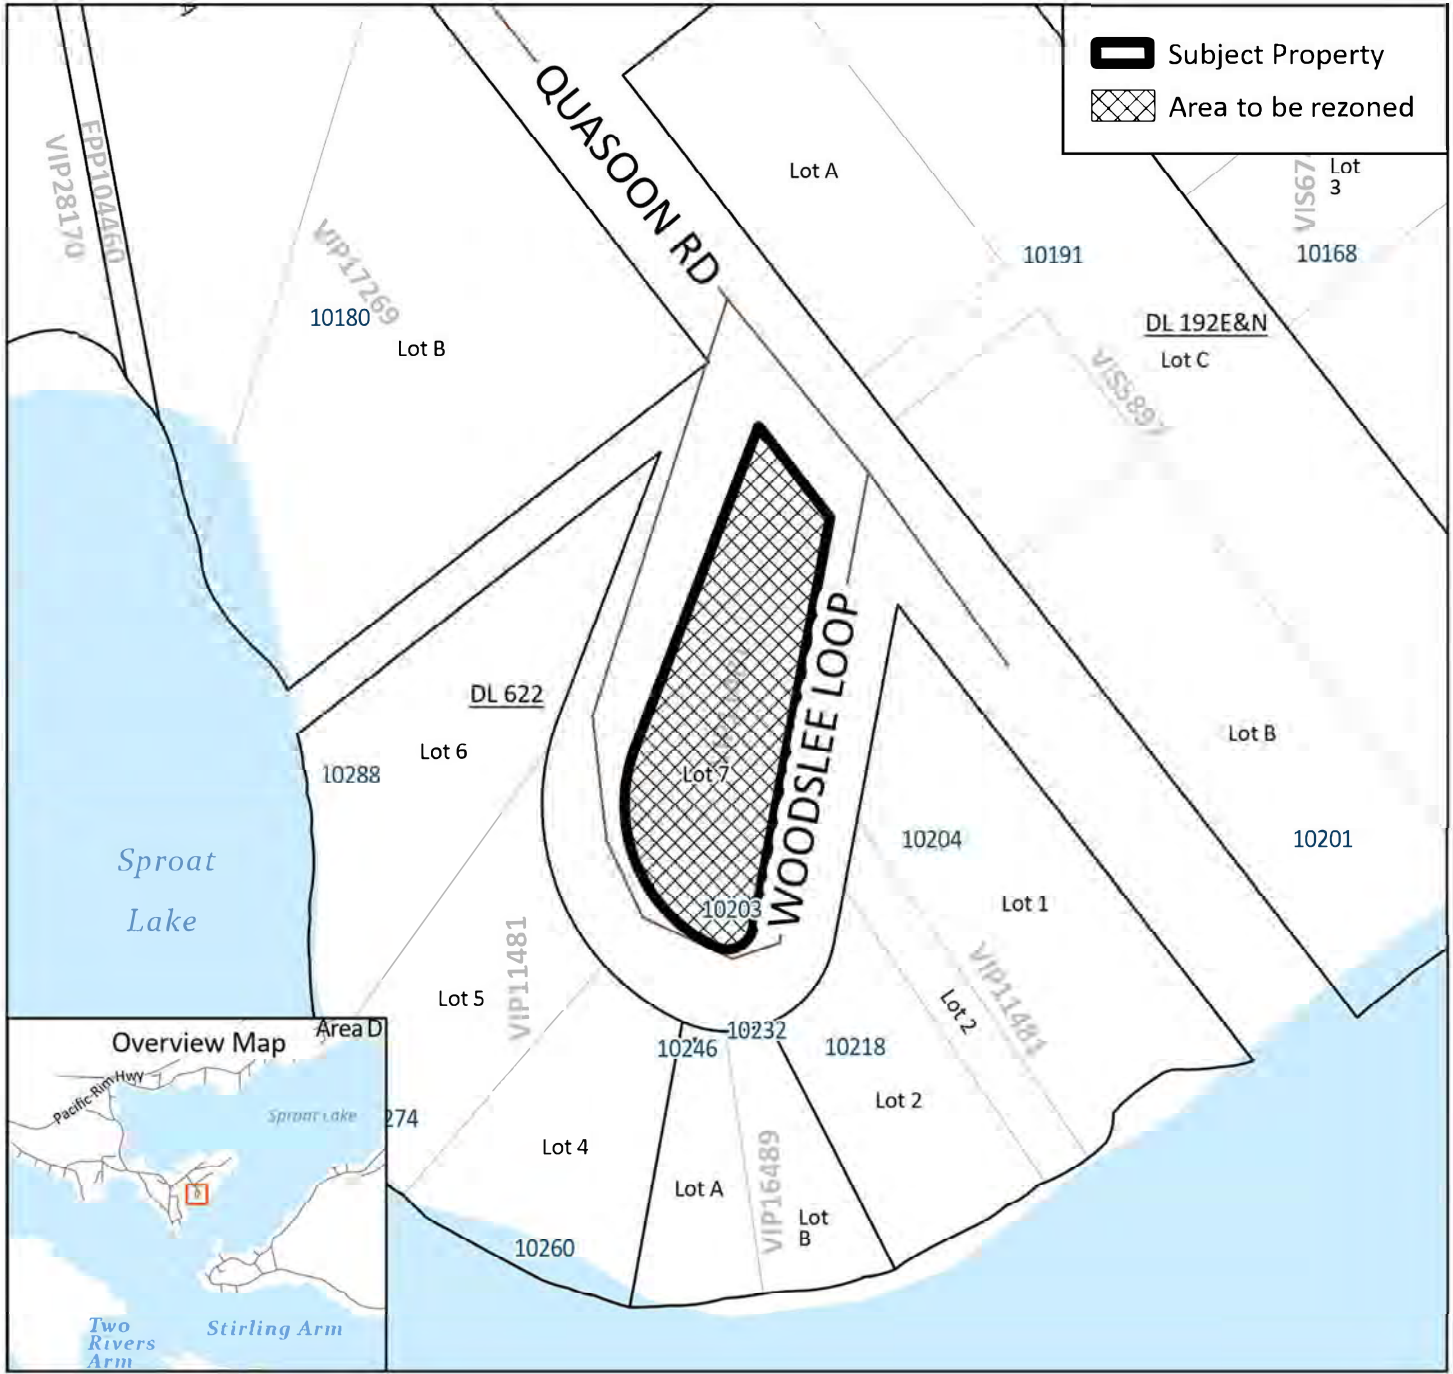 Subject Property
Area to be rezoned
QUASOON RD
Lot A
Lot
3
10191
10168
DL 192E&N
Lot C
FPP104460
VIP28170
VIP17269
10180
Lot B
DL 622
Lot 6
10288
Lot 7
WOODSLEE LOOP
10203
Lot B
10201
10204
Lot 1
Sproat
Lake
VIP11481
Lot 5
VIP11481
Lot 2
10232
10246
10218
Lot 2
Lot 4
Lot A
VIP16489
Lot
B
10260
274
Overview Map
Area D
Pacific Rim Hwy
Sproat Lake
Two
Rivers
Arm
Stirling Arm